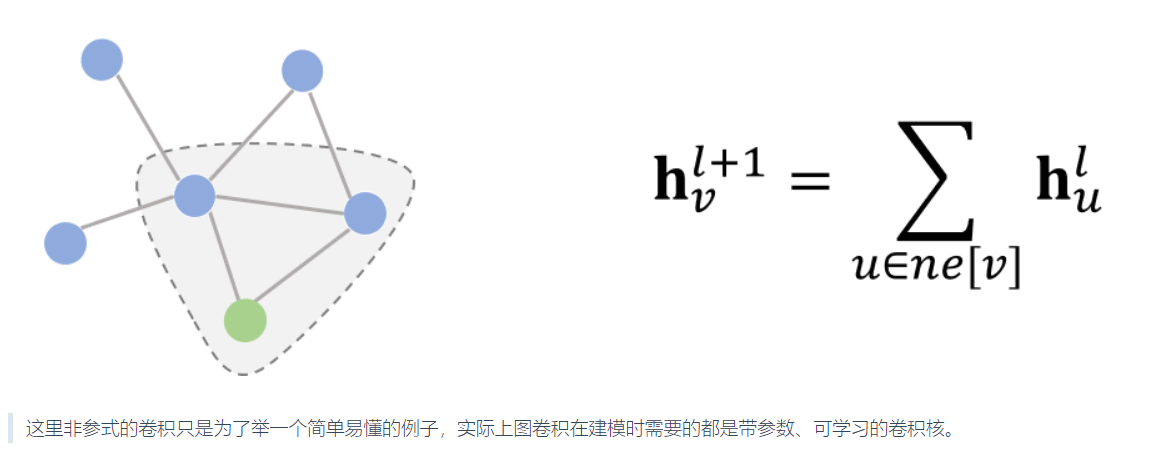 𝐡ᵥˡ⁺¹ = ∑_{u∈ne[v]} 𝐡ᵤˡ
这里非参式的卷积只是为了举一个简单易懂的例子，实际上图卷积在建模时需要的都是带参数、可学习的卷积核。